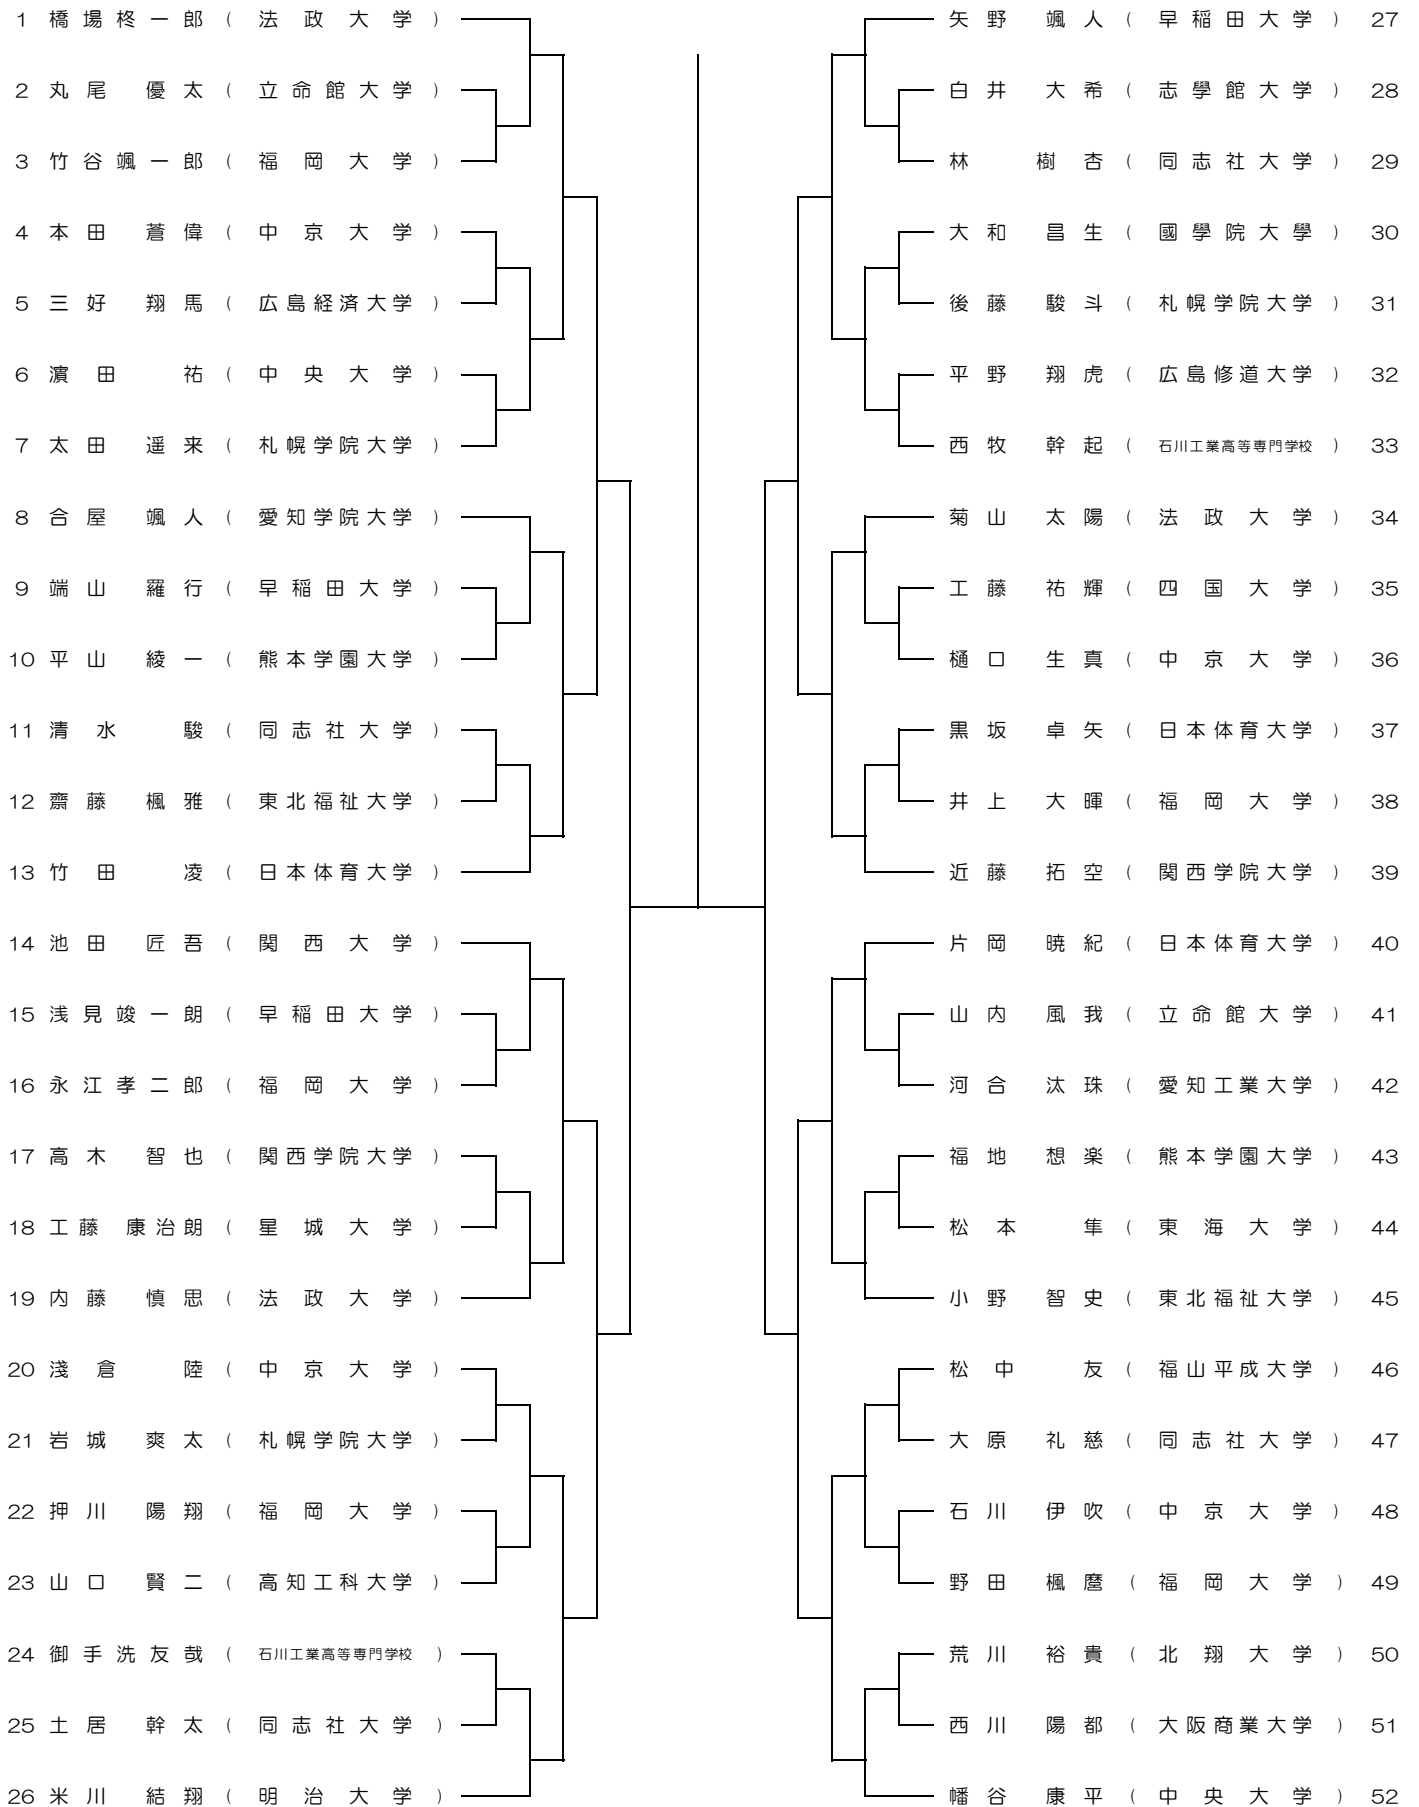 1 橋場柊一郎 ( 法政大学 )
2 丸尾 優太 ( 立命館大学 )
3 竹谷颯一郎 ( 福岡大学 )
4 本田 蒼偉 ( 中京大学 )
5 三好 翔馬 ( 広島経済大学 )
6 濵田 祐 ( 中央大学 )
7 太田 遥来 ( 札幌学院大学 )
8 合屋 颯人 ( 愛知学院大学 )
9 端山 羅行 ( 早稲田大学 )
10 平山 綾一 ( 熊本学園大学 )
11 清水 駿 ( 同志社大学 )
12 齋藤 楓雅 ( 東北福祉大学 )
13 竹田 凌 ( 日本体育大学 )
14 池田 匠吾 ( 関西大学 )
15 浅見竣一朗 ( 早稲田大学 )
16 永江孝二郎 ( 福岡大学 )
17 高木 智也 ( 関西学院大学 )
18 工藤 康治朗 ( 星城大学 )
19 内藤 慎思 ( 法政大学 )
20 淺倉 陸 ( 中京大学 )
21 岩城 爽太 ( 札幌学院大学 )
22 押川 陽翔 ( 福岡大学 )
23 山口 賢二 ( 高知工科大学 )
24 御手洗友哉 ( 石川工業高等専門学校 )
25 土居 幹太 ( 同志社大学 )
26 米川 結翔 ( 明治大学 )
矢野 颯人 ( 早稲田大学 ) 27
白井 大希 ( 志學館大学 ) 28
林 樹杏 ( 同志社大学 ) 29
大和 昌生 ( 國學院大學 ) 30
後藤 駿斗 ( 札幌学院大学 ) 31
平野 翔虎 ( 広島修道大学 ) 32
西牧 幹起 ( 石川工業高等専門学校 ) 33
菊山 太陽 ( 法政大学 ) 34
工藤 祐輝 ( 四国大学 ) 35
樋口 生真 ( 中京大学 ) 36
黒坂 卓矢 ( 日本体育大学 ) 37
井上 大暉 ( 福岡大学 ) 38
近藤 拓空 ( 関西学院大学 ) 39
片岡 暁紀 ( 日本体育大学 ) 40
山内 風我 ( 立命館大学 ) 41
河合 汰珠 ( 愛知工業大学 ) 42
福地 想楽 ( 熊本学園大学 ) 43
松本 隼 ( 東海大学 ) 44
小野 智史 ( 東北福祉大学 ) 45
松中 友 ( 福山平成大学 ) 46
大原 礼慈 ( 同志社大学 ) 47
石川 伊吹 ( 中京大学 ) 48
野田 楓麿 ( 福岡大学 ) 49
荒川 裕貴 ( 北翔大学 ) 50
西川 陽都 ( 大阪商業大学 ) 51
幡谷 康平 ( 中央大学 ) 52